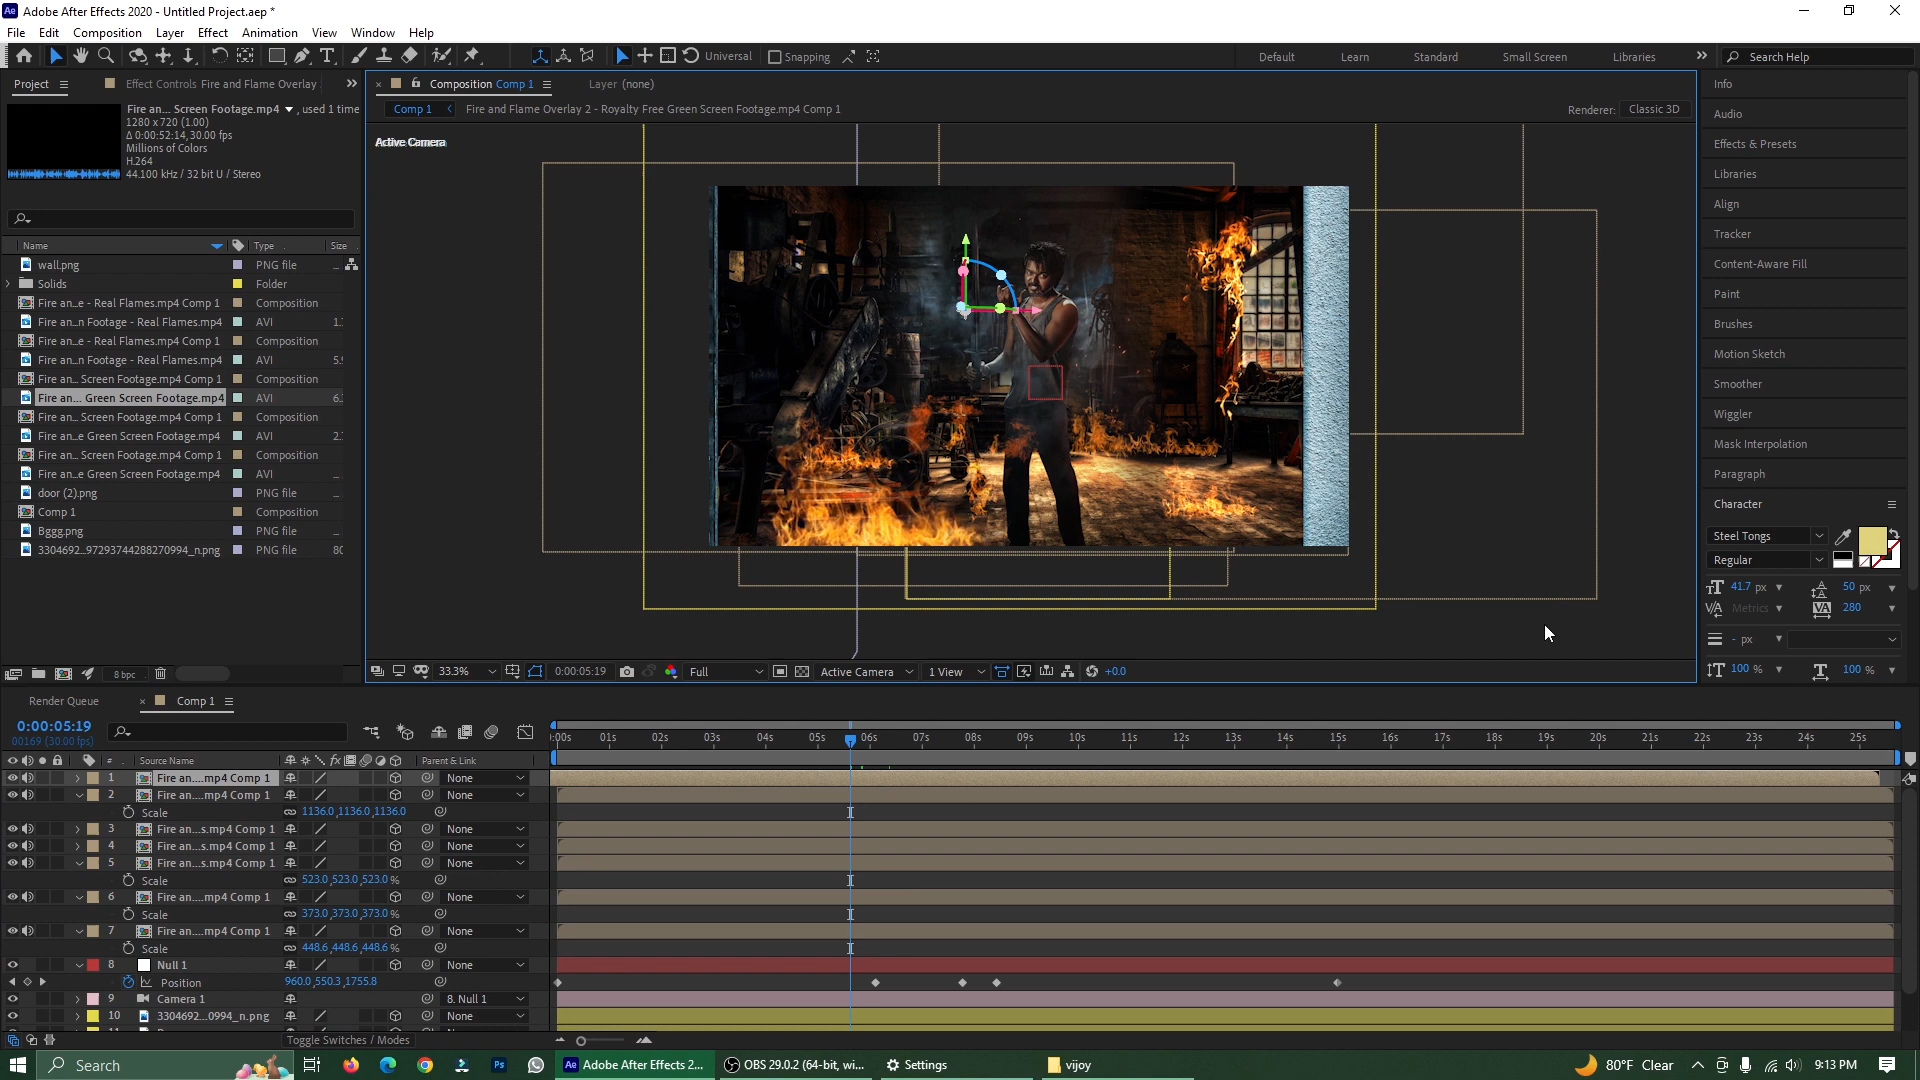 Adobe After Effects 2020 - Untitled Project.aep *
File Edit Composition Layer Effect Animation View Window Help
Universal Snapping Default Learn Standard Small Screen Libraries Search Help
Project Effect Controls Fire and Flame Overlay
Fire an... Screen Footage.mp4 , used 1 time
1280 x 720 (1.00)
Δ 0:00:52:14, 30.00 fps
Millions of Colors
H.264
44.100 kHz / 32 bit U / Stereo
Name Type Size
wall.png PNG file
Solids Folder
Fire an...e - Real Flames.mp4 Comp 1 Composition
Fire an...n Footage - Real Flames.mp4 AVI
Fire an...e - Real Flames.mp4 Comp 1 Composition
Fire an...n Footage - Real Flames.mp4 AVI
Fire an... Screen Footage.mp4 Comp 1 Composition
Fire an... Green Screen Footage.mp4 AVI
Fire an... Screen Footage.mp4 Comp 1 Composition
Fire an...e Green Screen Footage.mp4 AVI
Fire an... Screen Footage.mp4 Comp 1 Composition
Fire an...e Green Screen Footage.mp4 AVI
door (2).png PNG file
Comp 1 Composition
Bggg.png PNG file
3304692...97293744288270994_n.png PNG file 80
8 bpc
Composition Comp 1 Layer (none)
Comp 1 Fire and Flame Overlay 2 - Royalty Free Green Screen Footage.mp4 Comp 1
Renderer: Classic 3D
Active Camera
33.3% 0:00:05:19 Full Active Camera 1 View +0.0
Info
Audio
Effects & Presets
Libraries
Align
Tracker
Content-Aware Fill
Paint
Brushes
Motion Sketch
Smoother
Wiggler
Mask Interpolation
Paragraph
Character
Steel Tongs
Regular
41.7 px 50 px
Metrics 280
- px
100 % 100 %
Render Queue Comp 1
0:00:05:19
00169 (30.00 fps)
:00s 01s 02s 03s 04s 05s 06s 07s 08s 09s 10s 11s 12s 13s 14s 15s 16s 17s 18s 19s 20s 21s 22s 23s 24s 25s
# Source Name Parent & Link
1 Fire an....mp4 Comp 1 None
2 Fire an....mp4 Comp 1 None
Scale 1136.0,1136.0,1136.0
3 Fire an...s.mp4 Comp 1 None
4 Fire an...s.mp4 Comp 1 None
5 Fire an...s.mp4 Comp 1 None
Scale 523.0,523.0,523.0 %
6 Fire an....mp4 Comp 1 None
Scale 373.0,373.0,373.0 %
7 Fire an....mp4 Comp 1 None
Scale 448.6,448.6,448.6 %
8 Null 1 None
Position 960.0,550.3,1755.8
9 Camera 1 8. Null 1
10 3304692...0994_n.png None
Toggle Switches / Modes
Search Adobe After Effects 2... OBS 29.0.2 (64-bit, wi... Settings vijoy 80°F Clear 9:13 PM